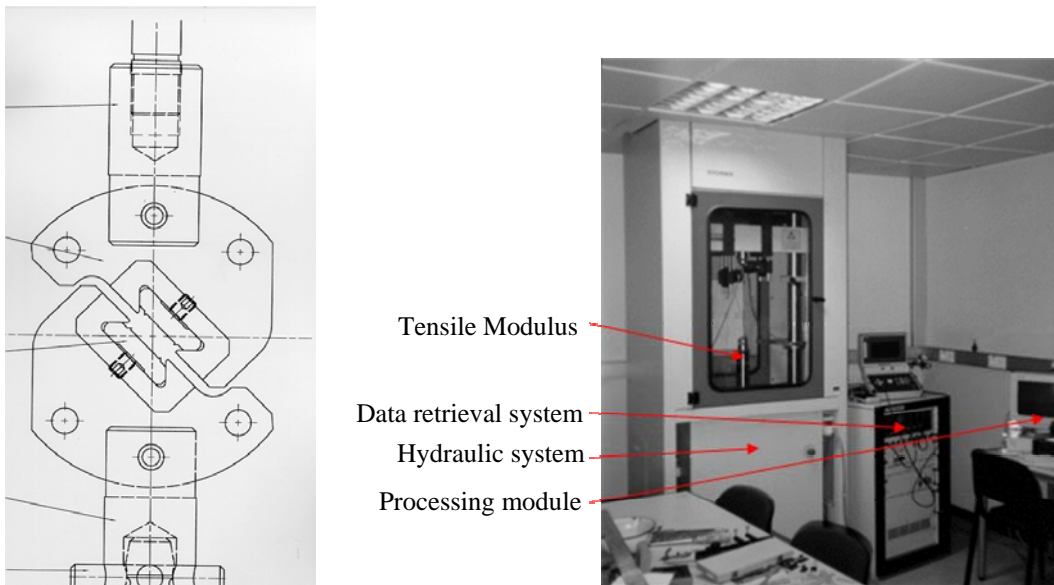 Tensile Modulus
Data retrieval system
Hydraulic system
Processing module